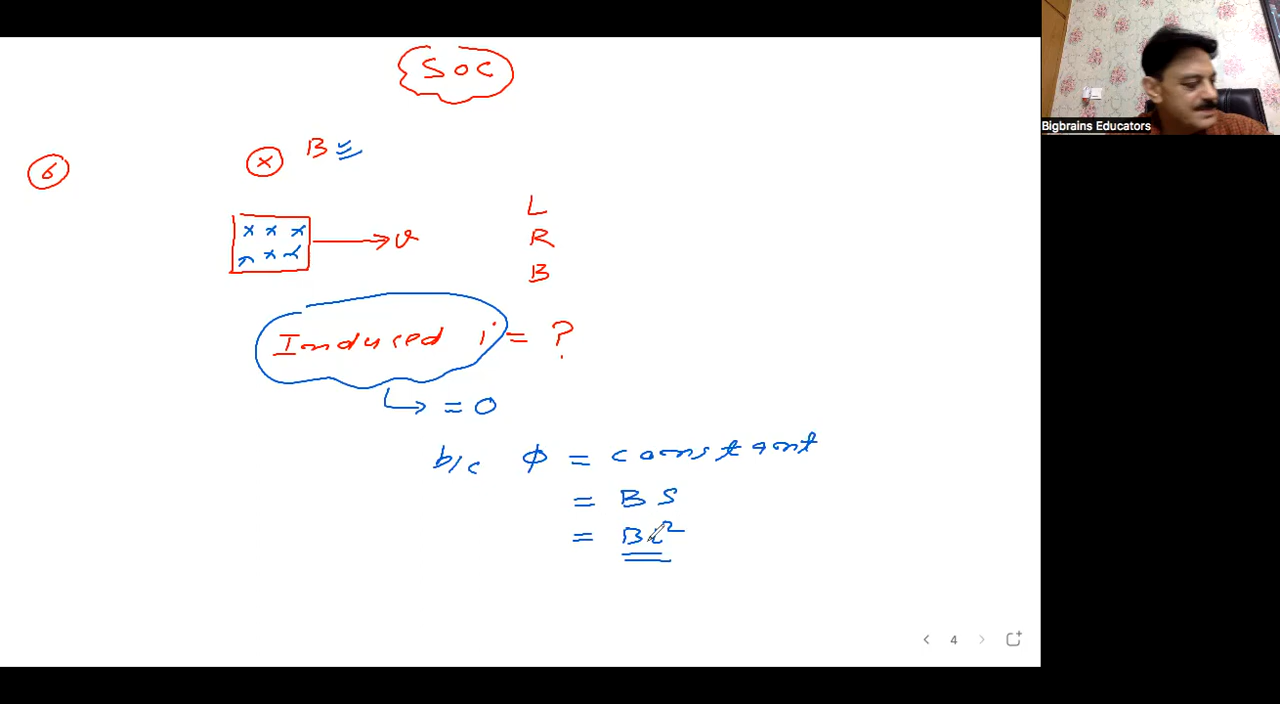 SOC
6
× B
× × ×
× × ×
v
L
R
B
Induced i = ?
= 0
b/c ϕ = constant
= BS
= BL²
Bigbrains Educators
4